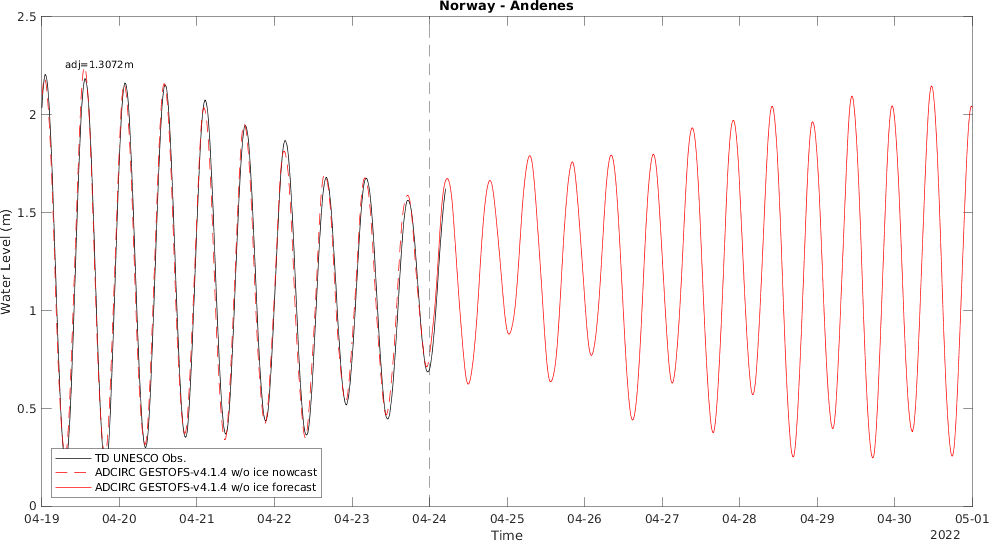 Norway - Andenes
adj=1.3072m
2.5
2
1.5
1
0.5
0
Water Level (m)
TD UNESCO Obs.
ADCIRC GESTOFS-v4.1.4 w/o ice nowcast
ADCIRC GESTOFS-v4.1.4 w/o ice forecast
04-19 04-20 04-21 04-22 04-23 04-24 04-25 04-26 04-27 04-28 04-29 04-30 05-01
Time
2022